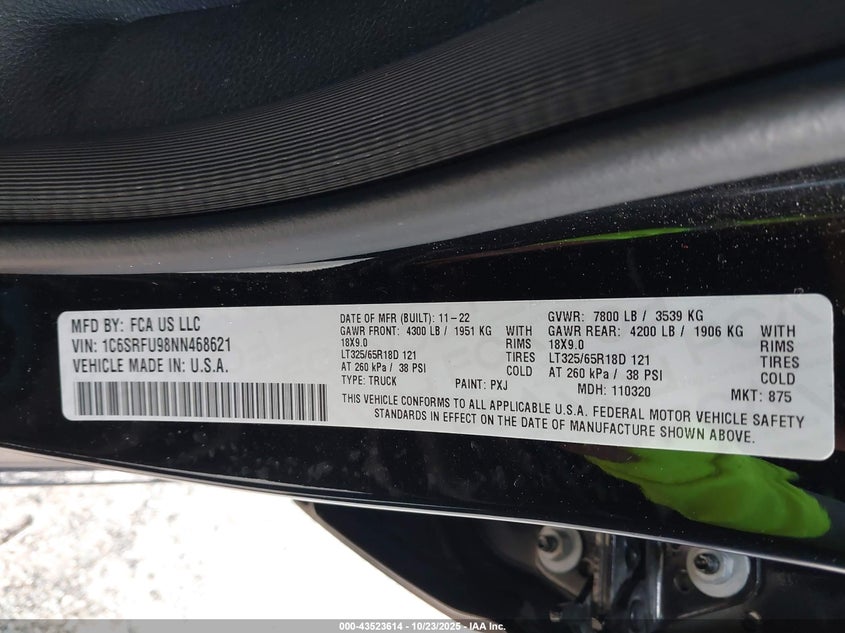 MFD BY: FCA US LLC
VIN: 1C6SRFU98NN468621
VEHICLE MADE IN U.S.A.
DATE OF MFR (BUILT): 11-22
GAWR FRONT: 4300 LB / 1951 KG WITH
18X9.0 RIMS
LT325/65R18D 121 TIRES
AT 260 kPa / 38 PSI COLD
TYPE: TRUCK PAINT: PXJ
GVWR: 7800 LB / 3539 KG
GAWR REAR: 4200 LB / 1906 KG WITH
18X9.0 RIMS
LT325/65R18D 121 TIRES
AT 260 kPa / 38 PSI COLD
MDH: 110320 MKT: 875
THIS VEHICLE CONFORMS TO ALL APPLICABLE U.S.A. FEDERAL MOTOR VEHICLE SAFETY
STANDARDS IN EFFECT ON THE DATE OF MANUFACTURE SHOWN ABOVE.
000-43523614 - 10/23/2025 - IAA Inc.